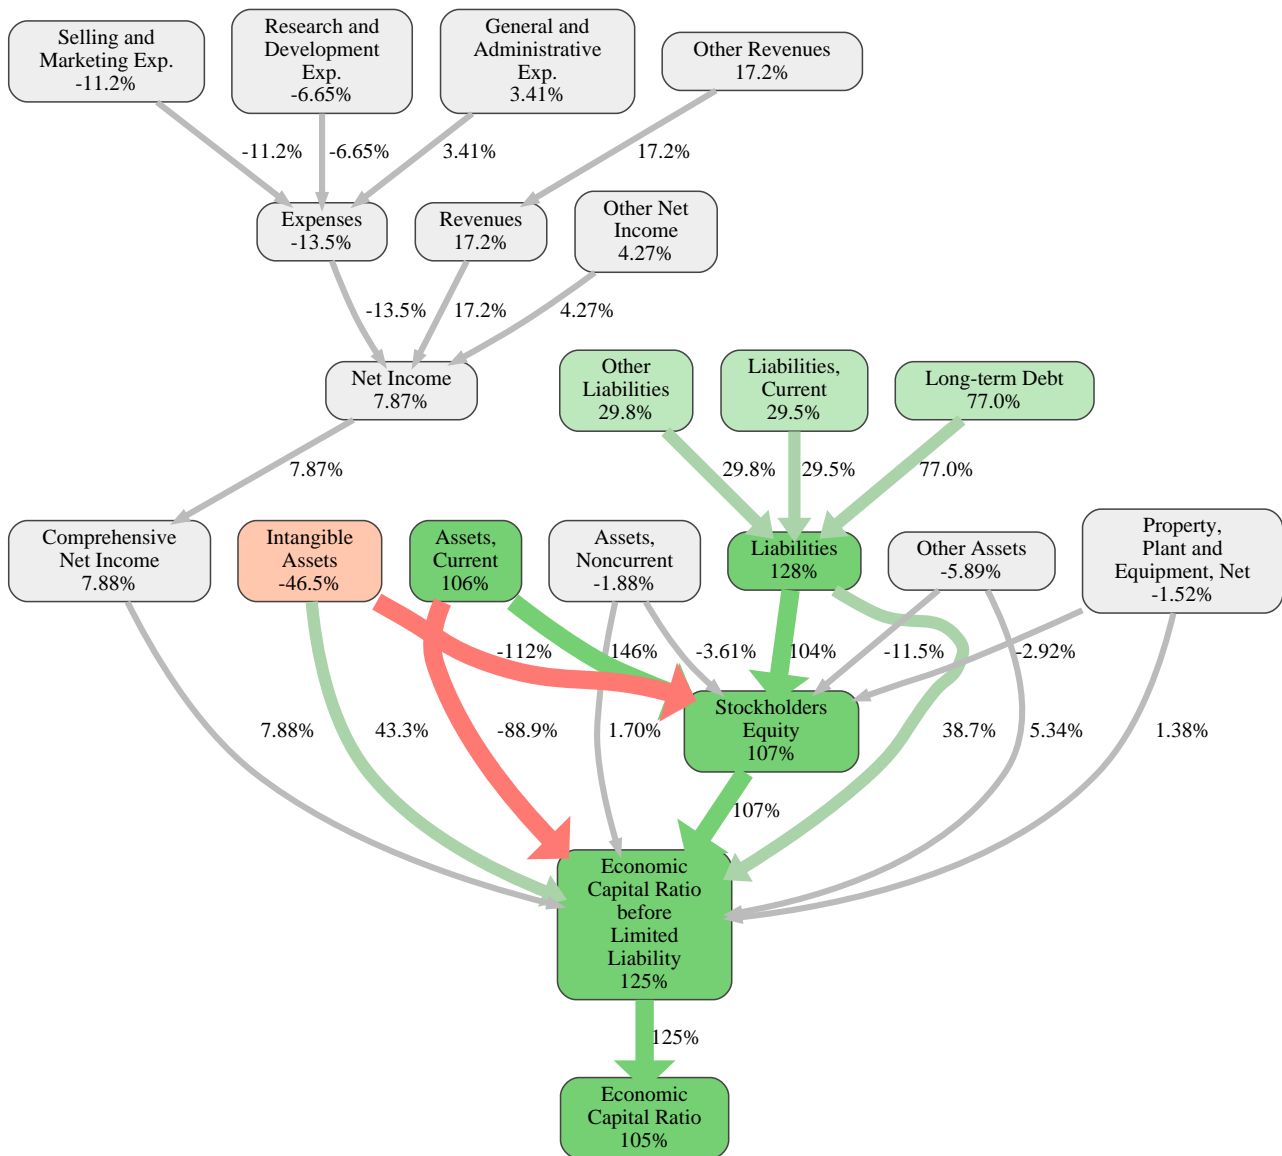 Selling and
Marketing Exp.
-11.2%
Research and
Development
Exp.
-6.65%
General and
Administrative
Exp.
3.41%
Other Revenues
17.2%
-11.2%
-6.65%
3.41%
17.2%
Expenses
-13.5%
Revenues
17.2%
Other Net
Income
4.27%
-13.5%
17.2%
4.27%
Net Income
7.87%
Other
Liabilities
29.8%
Liabilities,
Current
29.5%
Long-term Debt
77.0%
7.87%
29.8%
29.5%
77.0%
Comprehensive
Net Income
7.88%
Intangible
Assets
-46.5%
Assets,
Current
106%
Assets,
Noncurrent
-1.88%
Liabilities
128%
Other Assets
-5.89%
Property,
Plant and
Equipment, Net
-1.52%
-112%
146%
-3.61%
104%
-11.5%
-2.92%
Stockholders
Equity
107%
7.88%
43.3%
-88.9%
1.70%
38.7%
5.34%
1.38%
107%
Economic
Capital Ratio
before
Limited
Liability
125%
125%
Economic
Capital Ratio
105%